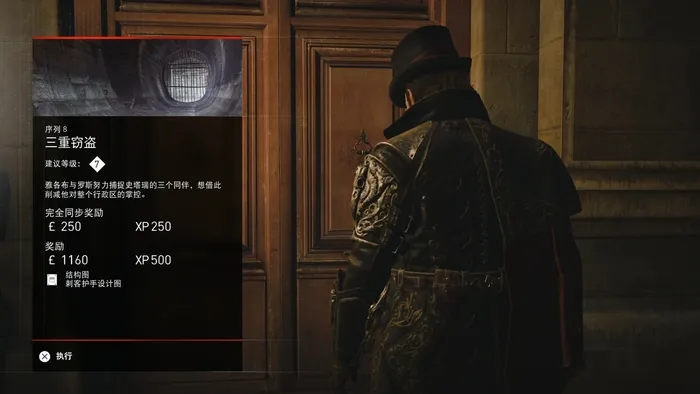 序列 8
三重窃盗
建议等级： 7
雅各布与罗斯努力捕捉史塔瑞的三个同伴，想借此
削减他对整个行政区的掌控。
完全同步奖励
£ 250 XP 250
奖励
£ 1160 XP 500
结构图
刺客护手设计图
执行